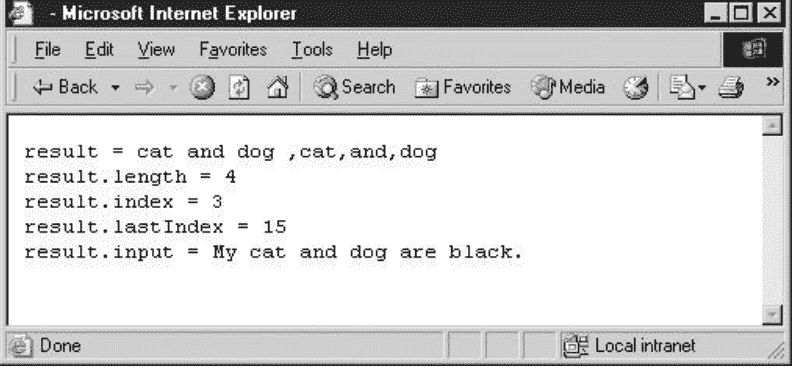 - Microsoft Internet Explorer
File Edit View Favorites Tools Help
Back Search Favorites Media »
result = cat and dog ,cat,and,dog
result.length = 4
result.index = 3
result.lastIndex = 15
result.input = My cat and dog are black.
Done Local intranet